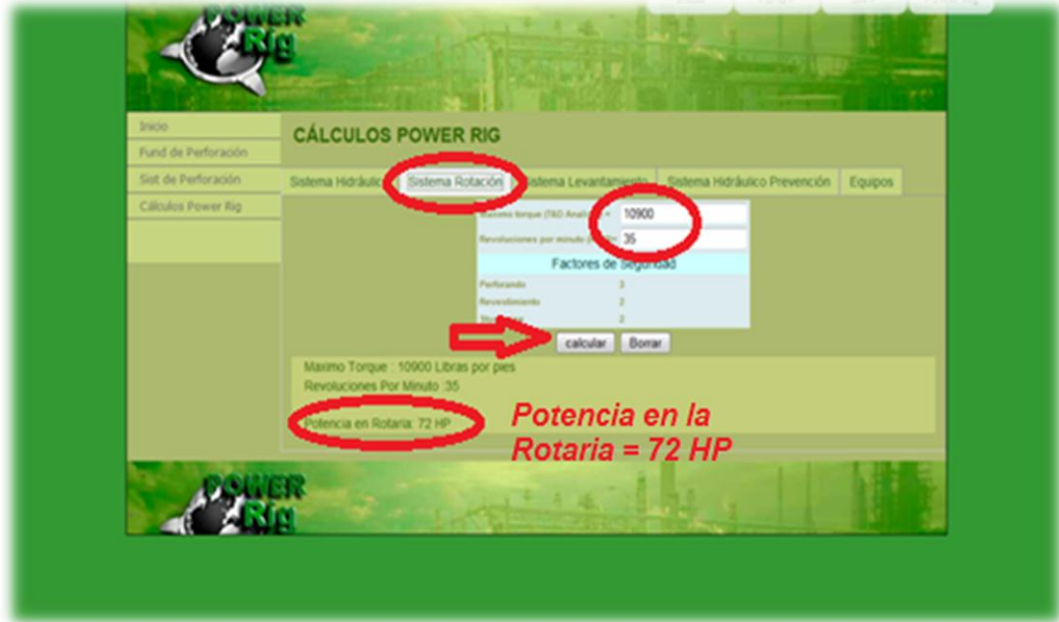 POWER
Rig
Inicio
Fund de Perforación
Sist de Perforación
Cálculos Power Rig
CÁLCULOS POWER RIG
Sistema Hidráulico
Sistema Rotación
Sistema Levantamiento
Sistema Hidráulico Prevención
Equipos
Maximo torque (T&D = 10900
Revoluciones por minuto 35
Factores de Seguridad
Perforando 3
Revestimiento 2
2
calcular Borrar
Maximo Torque : 10900 Libras por pies
Revoluciones Por Minuto :35
Potencia en Rotaria: 72 HP
Potencia en la
Rotaria = 72 HP
POWER
Rig